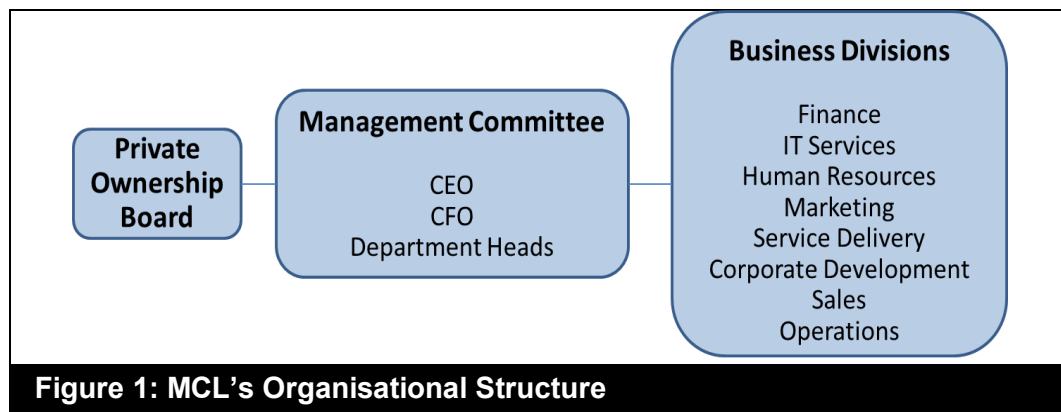 Private
Ownership
Board
Management Committee
CEO
CFO
Department Heads
Business Divisions
Finance
IT Services
Human Resources
Marketing
Service Delivery
Corporate Development
Sales
Operations
Figure 1: MCL's Organisational Structure